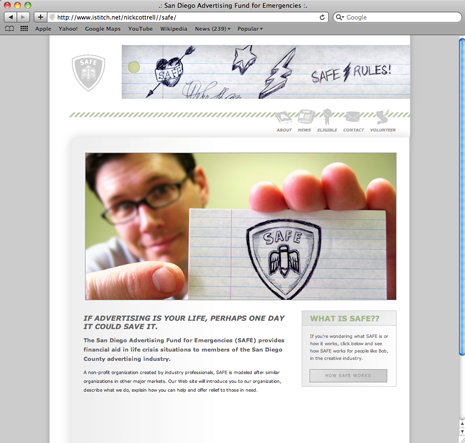 .: San Diego Advertising Fund for Emergencies :.
http://www.istitch.net/nickcottrell//safe/
Google
Apple Yahoo! Google Maps YouTube Wikipedia News (239) Popular
SAFE
SAFE
SAFE RULES!
ABOUT NEWS ELIGIBLE CONTACT VOLUNTEER
SAFE
IF ADVERTISING IS YOUR LIFE, PERHAPS ONE DAY
IT COULD SAVE IT.
The San Diego Advertising Fund for Emergencies (SAFE) provides
financial aid in life crisis situations to members of the San Diego
County advertising industry.
A non-profit organization created by industry professionals, SAFE is modeled after similar
organizations in other major markets. Our Web site will introduce you to our organization,
describe what we do, explain how you can help and offer relief to those in need.
WHAT IS SAFE??
If you're wondering what SAFE is or
how it works, click below and see
how SAFE works for people like Bob,
in the creative industry.
HOW SAFE WORKS